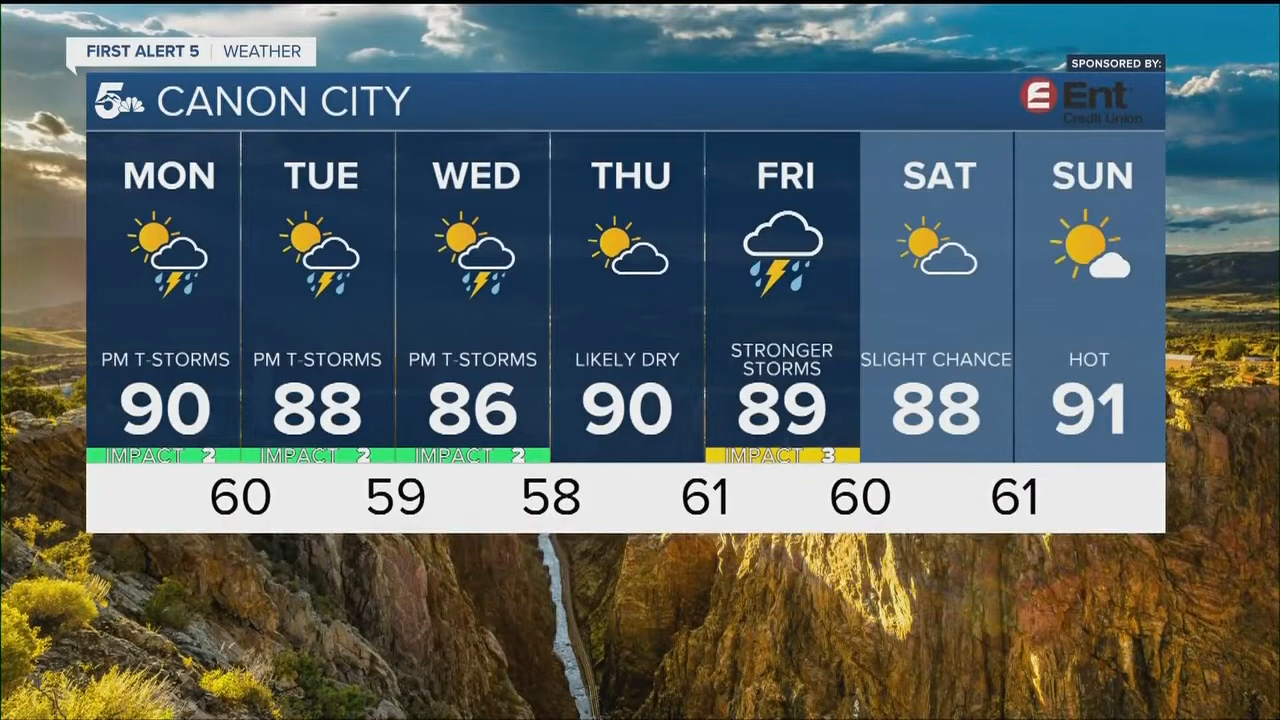 FIRST ALERT 5 WEATHER
SPONSORED BY:
5 CANON CITY
Ent
Credit Union
MON TUE WED THU FRI SAT SUN
PM T-STORMS PM T-STORMS PM T-STORMS LIKELY DRY STRONGER STORMS SLIGHT CHANCE HOT
90 88 86 90 89 88 91
IMPACT 2 IMPACT 2 IMPACT 2 IMPACT 3
60 59 58 61 60 61